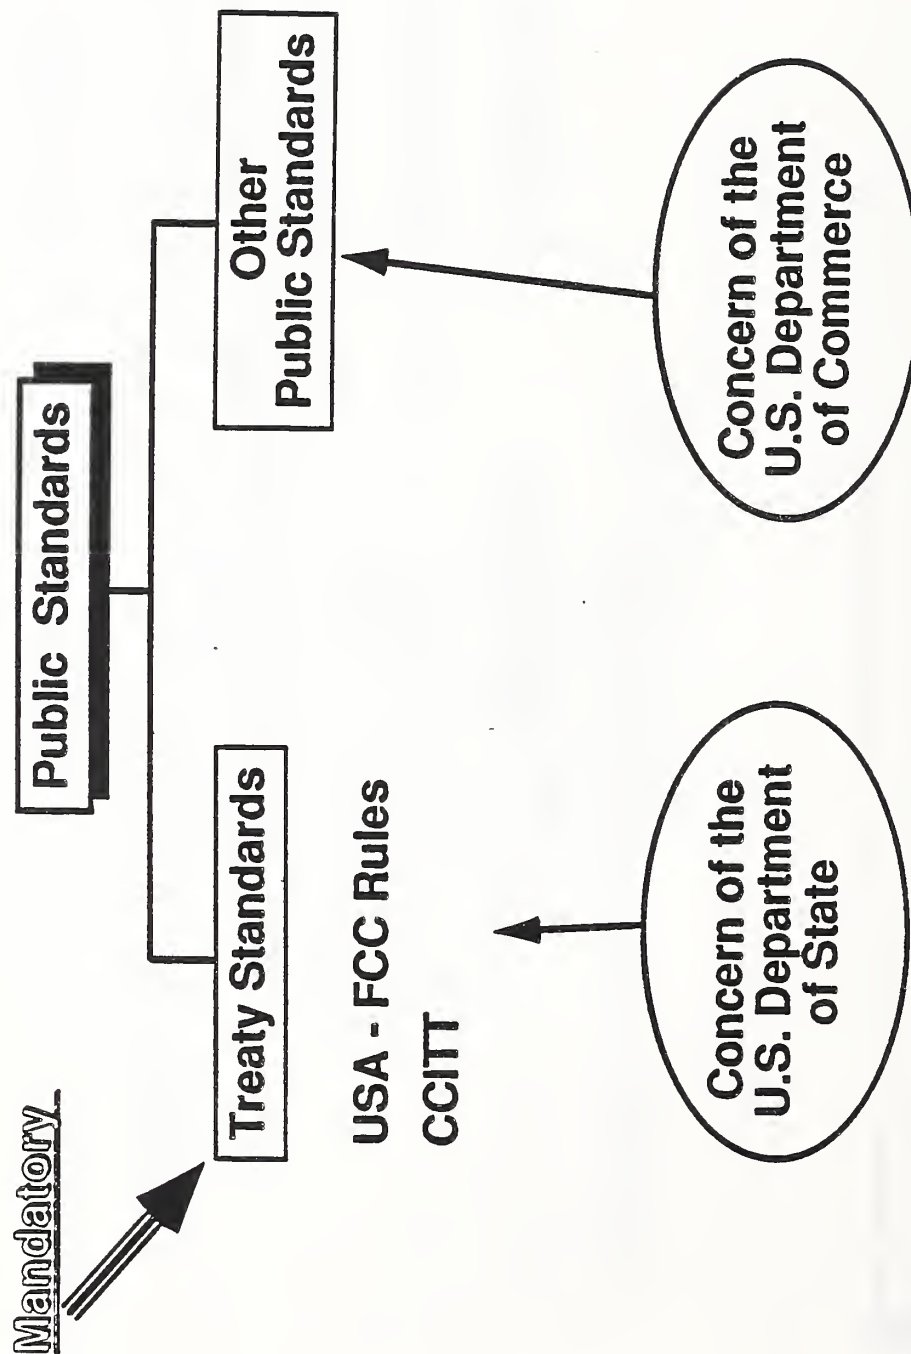 Mandatory
Public Standards
Treaty Standards
USA - FCC Rules
CCITT
Other
Public Standards
Concern of the
U.S. Department
of State
Concern of the
U.S. Department
of Commerce